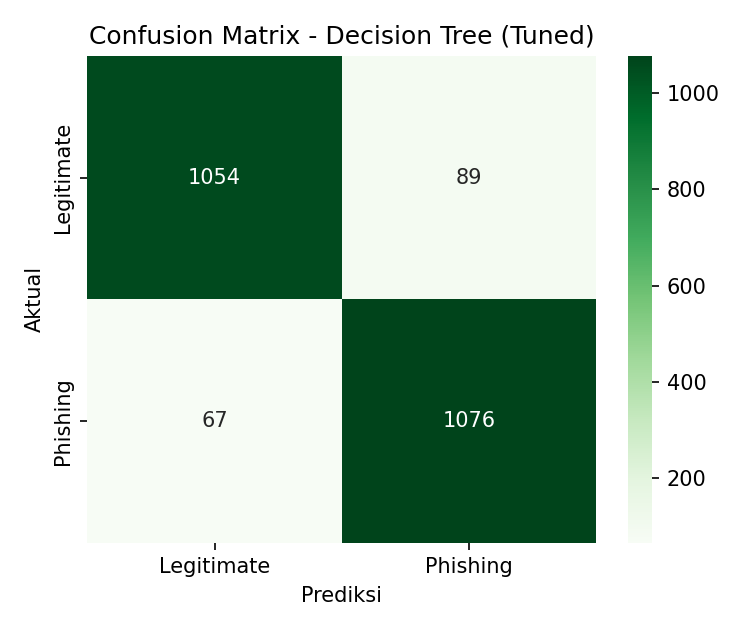 Confusion Matrix - Decision Tree (Tuned)
Aktual
Legitimate
1054
89
Phishing
67
1076
Legitimate
Phishing
Prediksi
1000
800
600
400
200